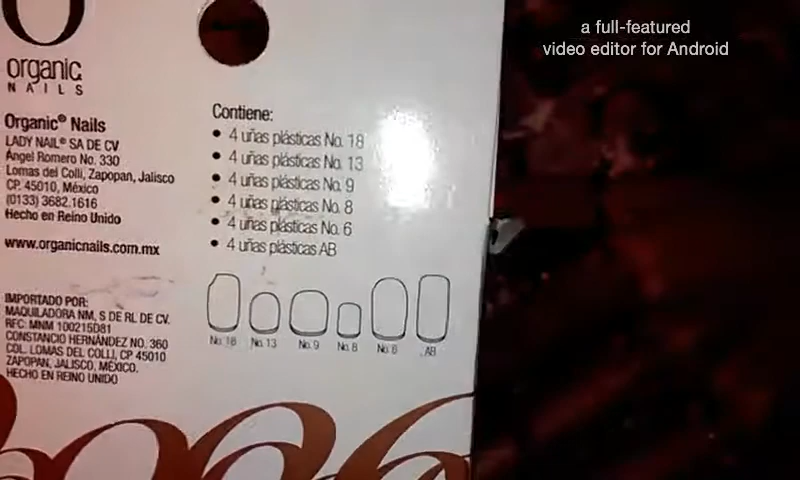 a full-featured
video editor for Android
organic
NAILS
Organic® Nails
LADY NAIL® SA DE CV
Ángel Romero No. 330
Lomas del Colli, Zapopan, Jalisco
CP. 45010, México
(0133) 3682.1616
Hecho en Reino Unido
www.organicnails.com.mx
IMPORTADO POR:
MAQUILADORA NM, S DE RL DE CV.
RFC: MNM 100215D81
CONSTANCIO HERNÁNDEZ NO. 360
COL. LOMAS DEL COLLI, CP 45010
ZAPOPAN, JALISCO, MÉXICO.
HECHO EN REINO UNIDO
Contiene:
• 4 uñas plásticas No. 18
• 4 uñas plásticas No. 13
• 4 uñas plásticas No. 9
• 4 uñas plásticas No. 8
• 4 uñas plásticas No. 6
• 4 uñas plásticas AB
No. 18 No. 13 No. 9 No. 8 No. 6 AB